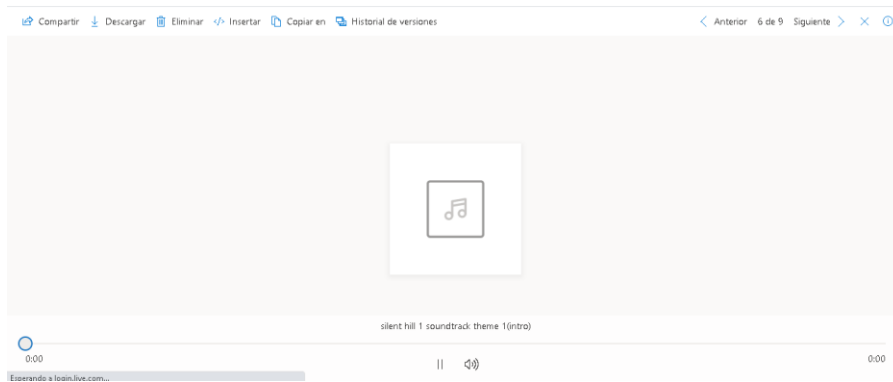 Compartir Descargar Eliminar Insertar Copiar en Historial de versiones Anterior 6 de 9 Siguiente
silent hill 1 soundtrack theme 1(intro)
0:00 0:00
Esperando a login.live.com...